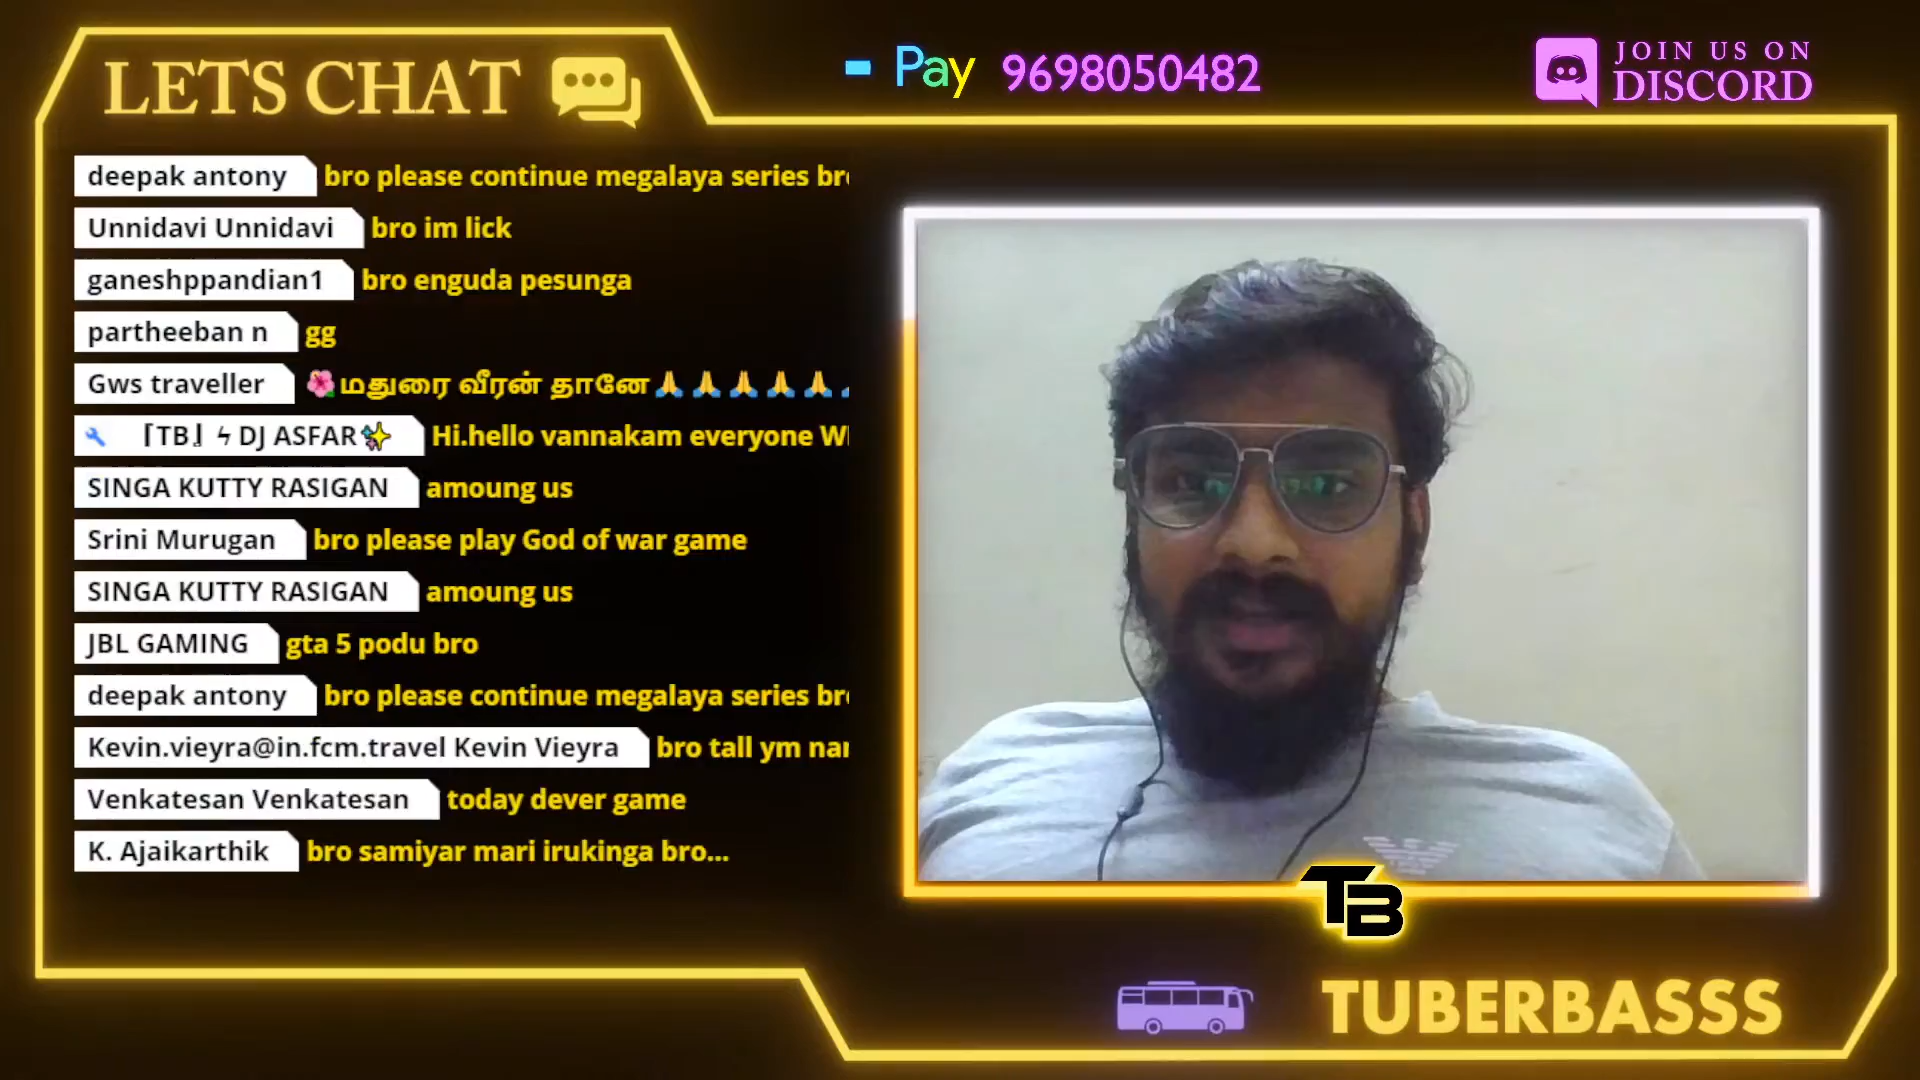 LETS CHAT
Pay 9698050482
JOIN US ON
DISCORD
deepak antony bro please continue megalaya series bro
Unnidavi Unnidavi bro im lick
ganeshppandian1 bro enguda pesunga
partheeban n gg
Gws traveller 🌺மதுரை வீரன் தானே🙏🙏🙏🙏🙏
「TB」ϟ DJ ASFAR✨ Hi.hello vannakam everyone
SINGA KUTTY RASIGAN amoung us
Srini Murugan bro please play God of war game
SINGA KUTTY RASIGAN amoung us
JBL GAMING gta 5 podu bro
deepak antony bro please continue megalaya series bro
Kevin.vieyra@in.fcm.travel Kevin Vieyra bro tall ym
Venkatesan Venkatesan today dever game
K. Ajaikarthik bro samiyar mari irukinga bro...
TB
TUBERBASSS